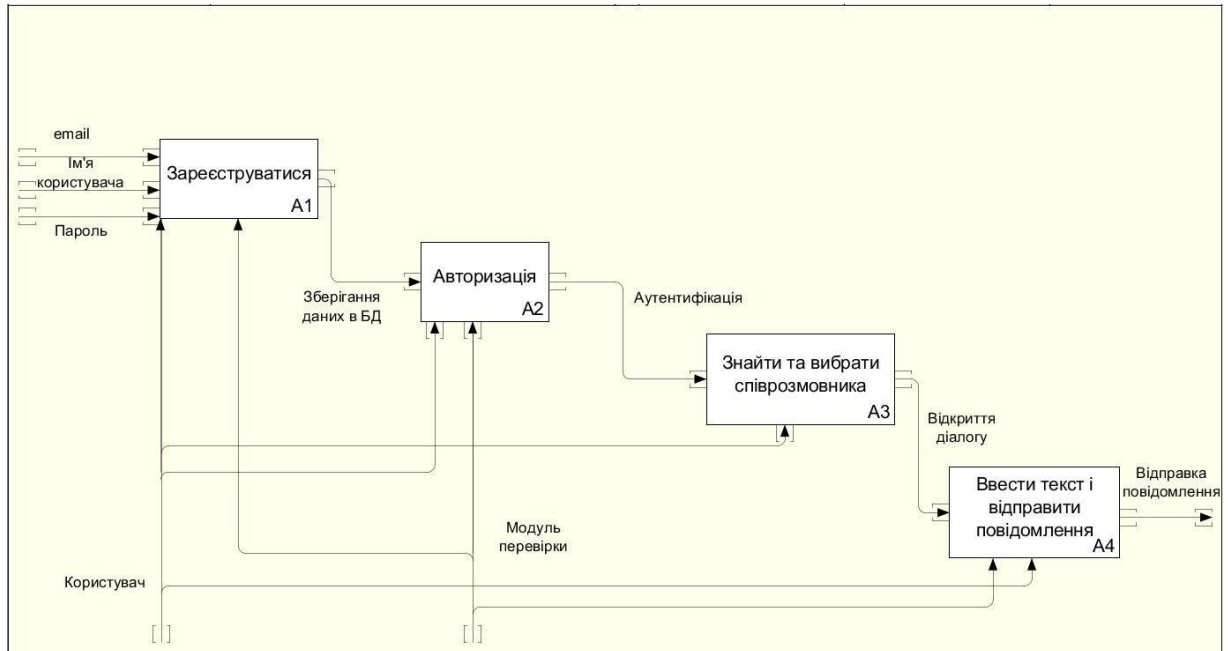 email
Ім'я
користувача
Пароль
Зареєструватися
A1
Зберігання
даних в БД
Авторизація
A2
Аутентифікація
Знайти та вибрати
співрозмовника
A3
Відкриття
діалогу
Ввести текст і
відправити
повідомлення
A4
Відправка
повідомлення
Модуль
перевірки
Користувач